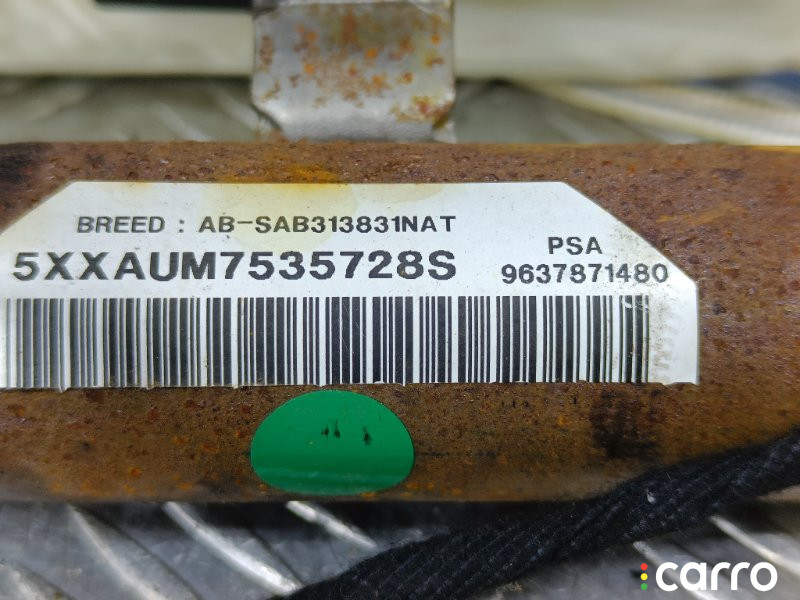 BREED : AB-SAB313831NAT
5XXAUM7535728S
PSA
9637871480
carro